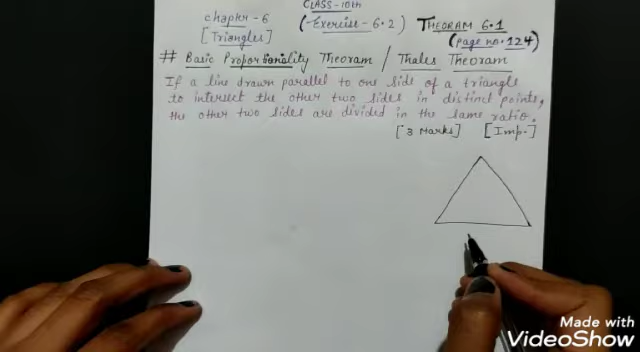 CLASS-10th
chapter-6 (-Exercise-6.2) THEORAM 6.1
[Triangles] (page no. 124)
# Basic Proportionality Theoram / Thales Theoram
If a line drawn parallel to one side of a triangle
to intersect the other two sides in distinct points,
the other two sides are divided in the same ratio.
[3 Marks] [Imp.]
Made with
VideoShow